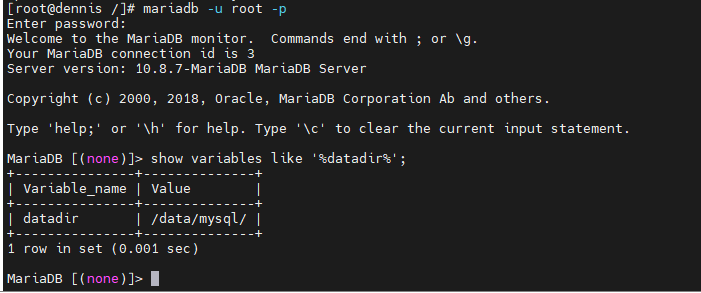 [root@dennis /]# mariadb -u root -p
Enter password:
Welcome to the MariaDB monitor.  Commands end with ; or \g.
Your MariaDB connection id is 3
Server version: 10.8.7-MariaDB MariaDB Server
Copyright (c) 2000, 2018, Oracle, MariaDB Corporation Ab and others.
Type 'help;' or '\h' for help. Type '\c' to clear the current input statement.
MariaDB [(none)]> show variables like '%datadir%';
+---------------+--------------+
| Variable_name | Value        |
+---------------+--------------+
| datadir       | /data/mysql/ |
+---------------+--------------+
1 row in set (0.001 sec)
MariaDB [(none)]>